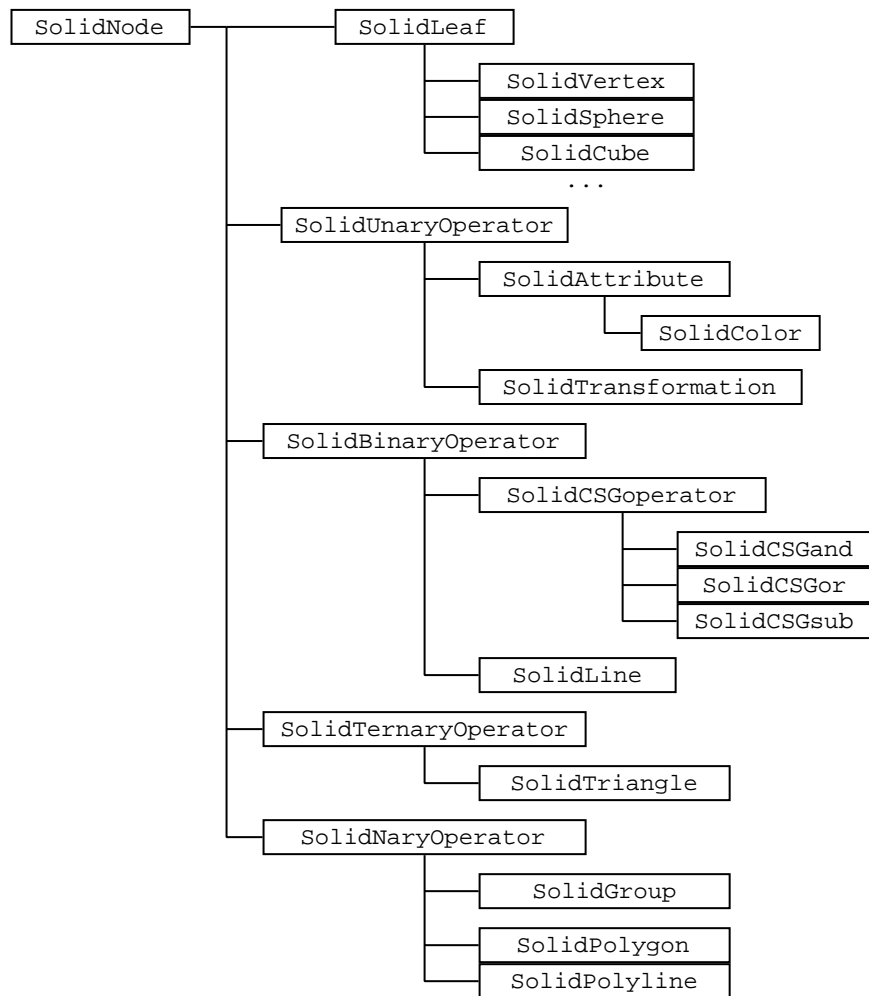 SolidNode
SolidLeaf
SolidVertex
SolidSphere
SolidCube
...
SolidUnaryOperator
SolidAttribute
SolidColor
SolidTransformation
SolidBinaryOperator
SolidCSGoperator
SolidCSGand
SolidCSGor
SolidCSGsub
SolidLine
SolidTernaryOperator
SolidTriangle
SolidNaryOperator
SolidGroup
SolidPolygon
SolidPolyline